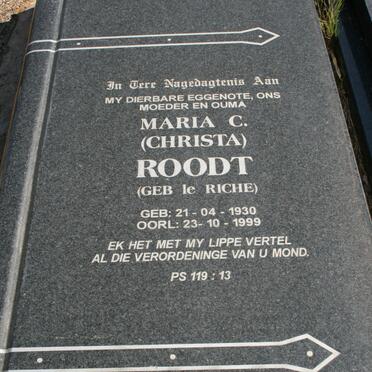 In Tere Nagedagtenis Aan
MY DIERBARE EGGENOTE, ONS
MOEDER EN OUMA
MARIA C.
(CHRISTA)
ROODT
(GEB le RICHE)
GEB: 21 - 04 - 1930
OORL: 23 - 10 - 1999
EK HET MET MY LIPPE VERTEL
AL DIE VERORDENINGE VAN U MOND.
PS 119 : 13